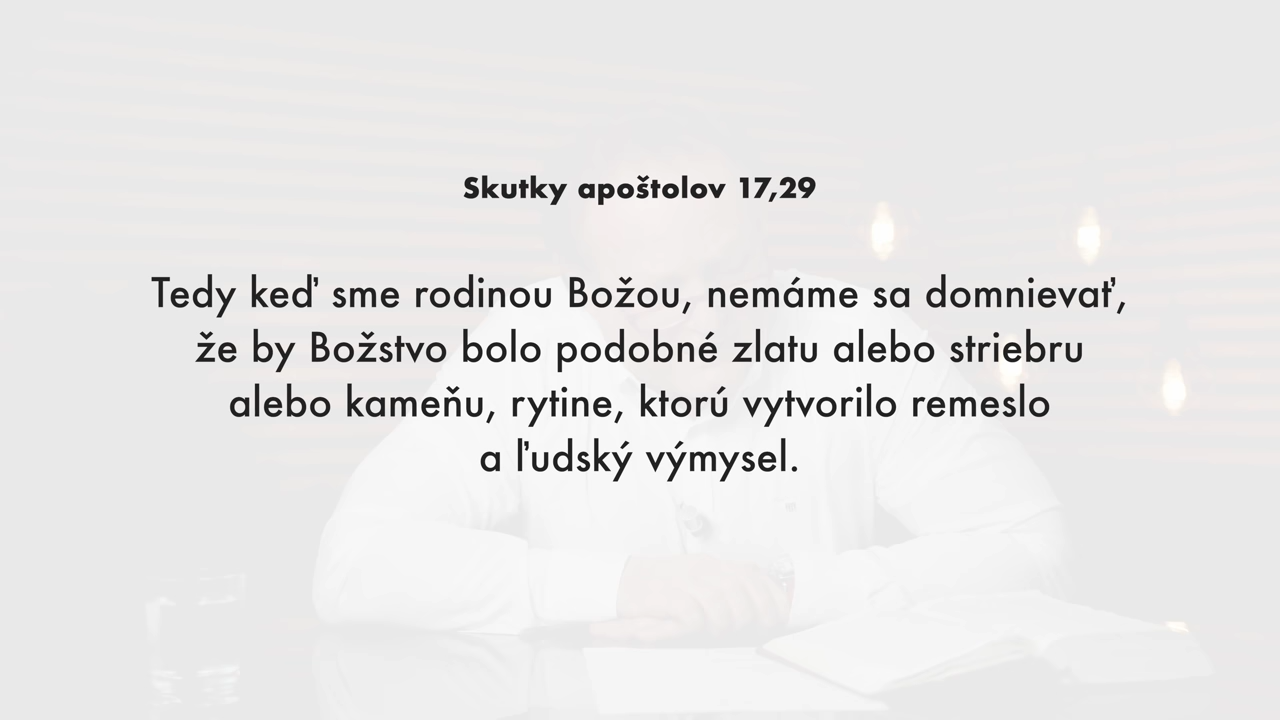 Skutky apoštolov 17,29
Tedy keď sme rodinou Božou, nemáme sa domnievať,
že by Božstvo bolo podobné zlatu alebo striebru
alebo kameňu, rytine, ktorú vytvorilo remeslo
a ľudský výmysel.